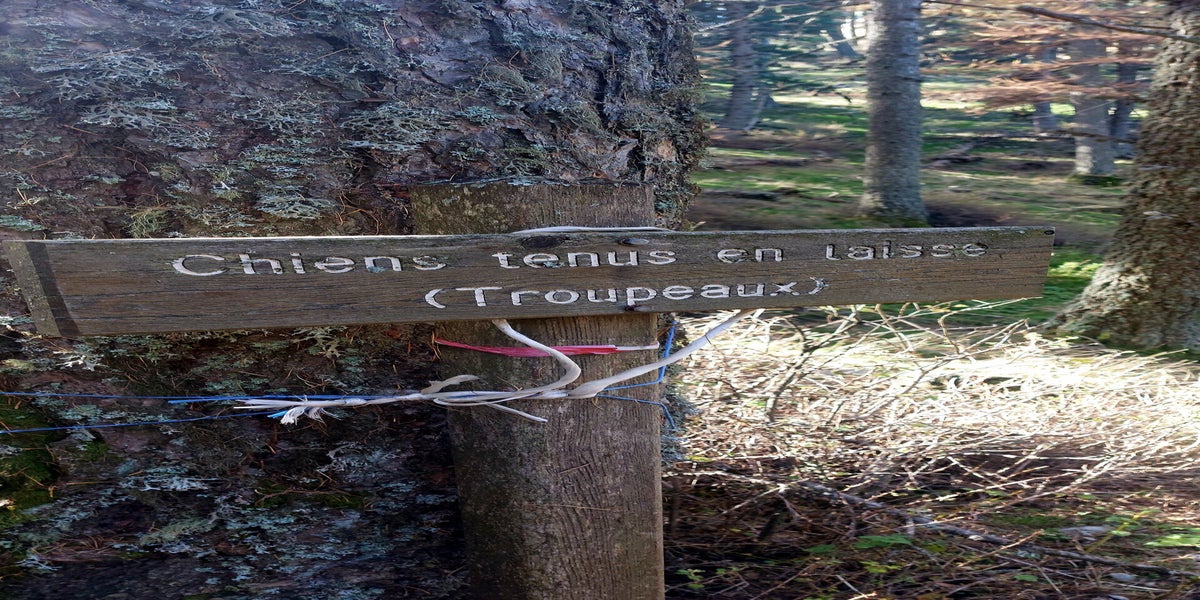 Chiens tenus en laisse
(Troupeaux)